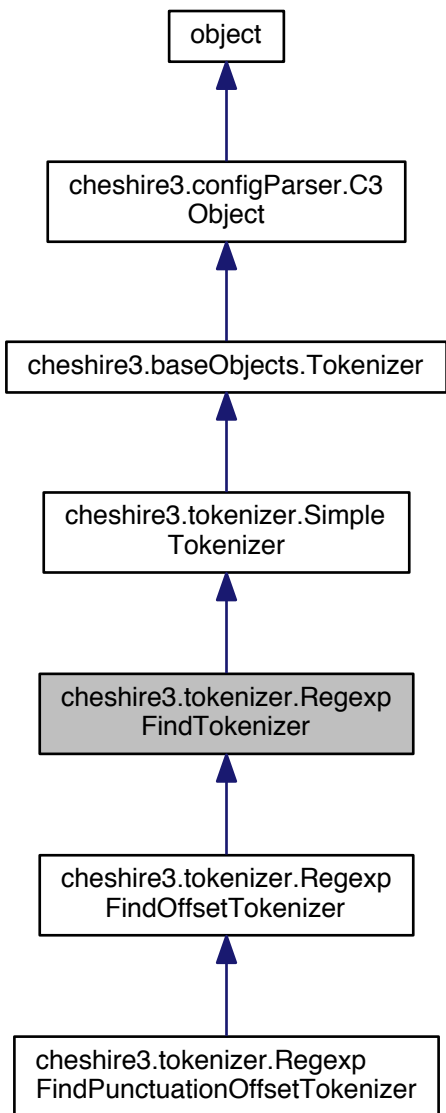 object
cheshire3.configParser.C3
Object
cheshire3.baseObjects.Tokenizer
cheshire3.tokenizer.Simple
Tokenizer
cheshire3.tokenizer.Regexp
FindTokenizer
cheshire3.tokenizer.Regexp
FindOffsetTokenizer
cheshire3.tokenizer.Regexp
FindPunctuationOffsetTokenizer